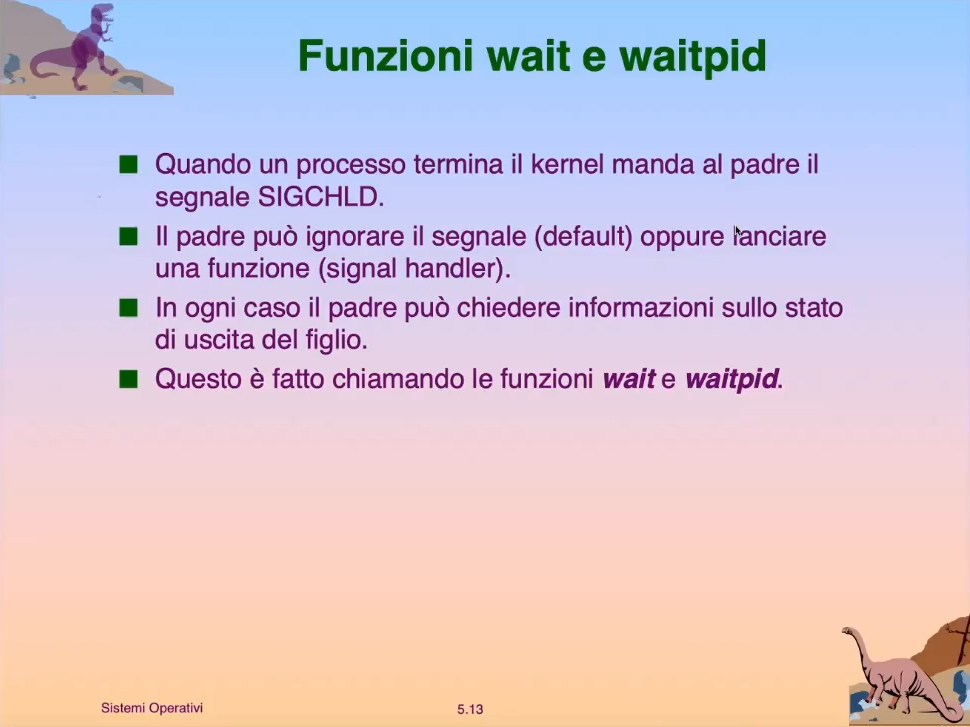 Funzioni wait e waitpid
Quando un processo termina il kernel manda al padre il
segnale SIGCHLD.
Il padre può ignorare il segnale (default) oppure lanciare
una funzione (signal handler).
In ogni caso il padre può chiedere informazioni sullo stato
di uscita del figlio.
Questo è fatto chiamando le funzioni wait e waitpid.
Sistemi Operativi
5.13